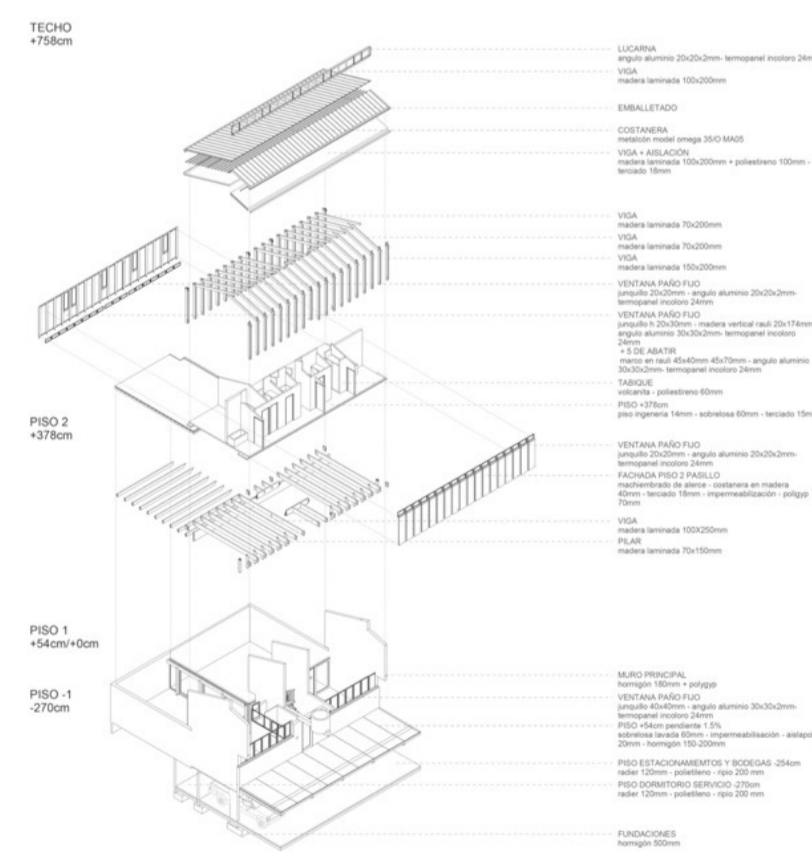 TECHO
+758cm
LUCARNA
angulo aluminio 20x20x2mm- termopanel incoloro 24m
VIGA
madera laminada 100x200mm
EMBALLETADO
COSTANERA
metalcón model omega 35/O MA05
VIGA + AISLACIÓN
madera laminada 100x200mm + poliestireno 100mm -
terciado 18mm
VIGA
madera laminada 70x200mm
VIGA
madera laminada 70x200mm
VIGA
madera laminada 150x200mm
VENTANA PAÑO FIJO
junquillo 20x20mm - angulo aluminio 20x20x2mm-
termopanel incoloro 24mm
VENTANA PAÑO FIJO
junquillo h 20x30mm - madera vertical rauli 20x174mm
angulo aluminio 30x30x2mm- termopanel incoloro
24mm
+ 5 DE ABATIR
marco en rauli 45x40mm 45x70mm - angulo aluminio
30x30x2mm- termopanel incoloro 24mm
TABIQUE
volcanita - poliestireno 60mm
PISO +378cm
piso ingenieria 14mm - sobrelosa 60mm - terciado 15m
PISO 2
+378cm
VENTANA PAÑO FIJO
junquillo 20x20mm - angulo aluminio 20x20x2mm-
termopanel incoloro 24mm
FACHADA PISO 2 PASILLO
machiembrado de alerce - costanera en madera
40mm - terciado 18mm - impermeabilización - poligyp
70mm
VIGA
madera laminada 100X250mm
PILAR
madera laminada 70x150mm
PISO 1
+54cm/+0cm
PISO -1
-270cm
MURO PRINCIPAL
hormigón 180mm + polygyp
VENTANA PAÑO FIJO
junquillo 40x40mm - angulo aluminio 30x30x2mm-
termopanel incoloro 24mm
PISO +54cm pendiente 1.5%
sobrelosa lavada 60mm - impermeabilisación - aislapol
20mm - hormigón 150-200mm
PISO ESTACIONAMIEMTOS Y BODEGAS -254cm
radier 120mm - polietileno - ripio 200 mm
PISO DORMITORIO SERVICIO -270cm
radier 120mm - polietileno - ripio 200 mm
FUNDACIONES
hormigón 500mm